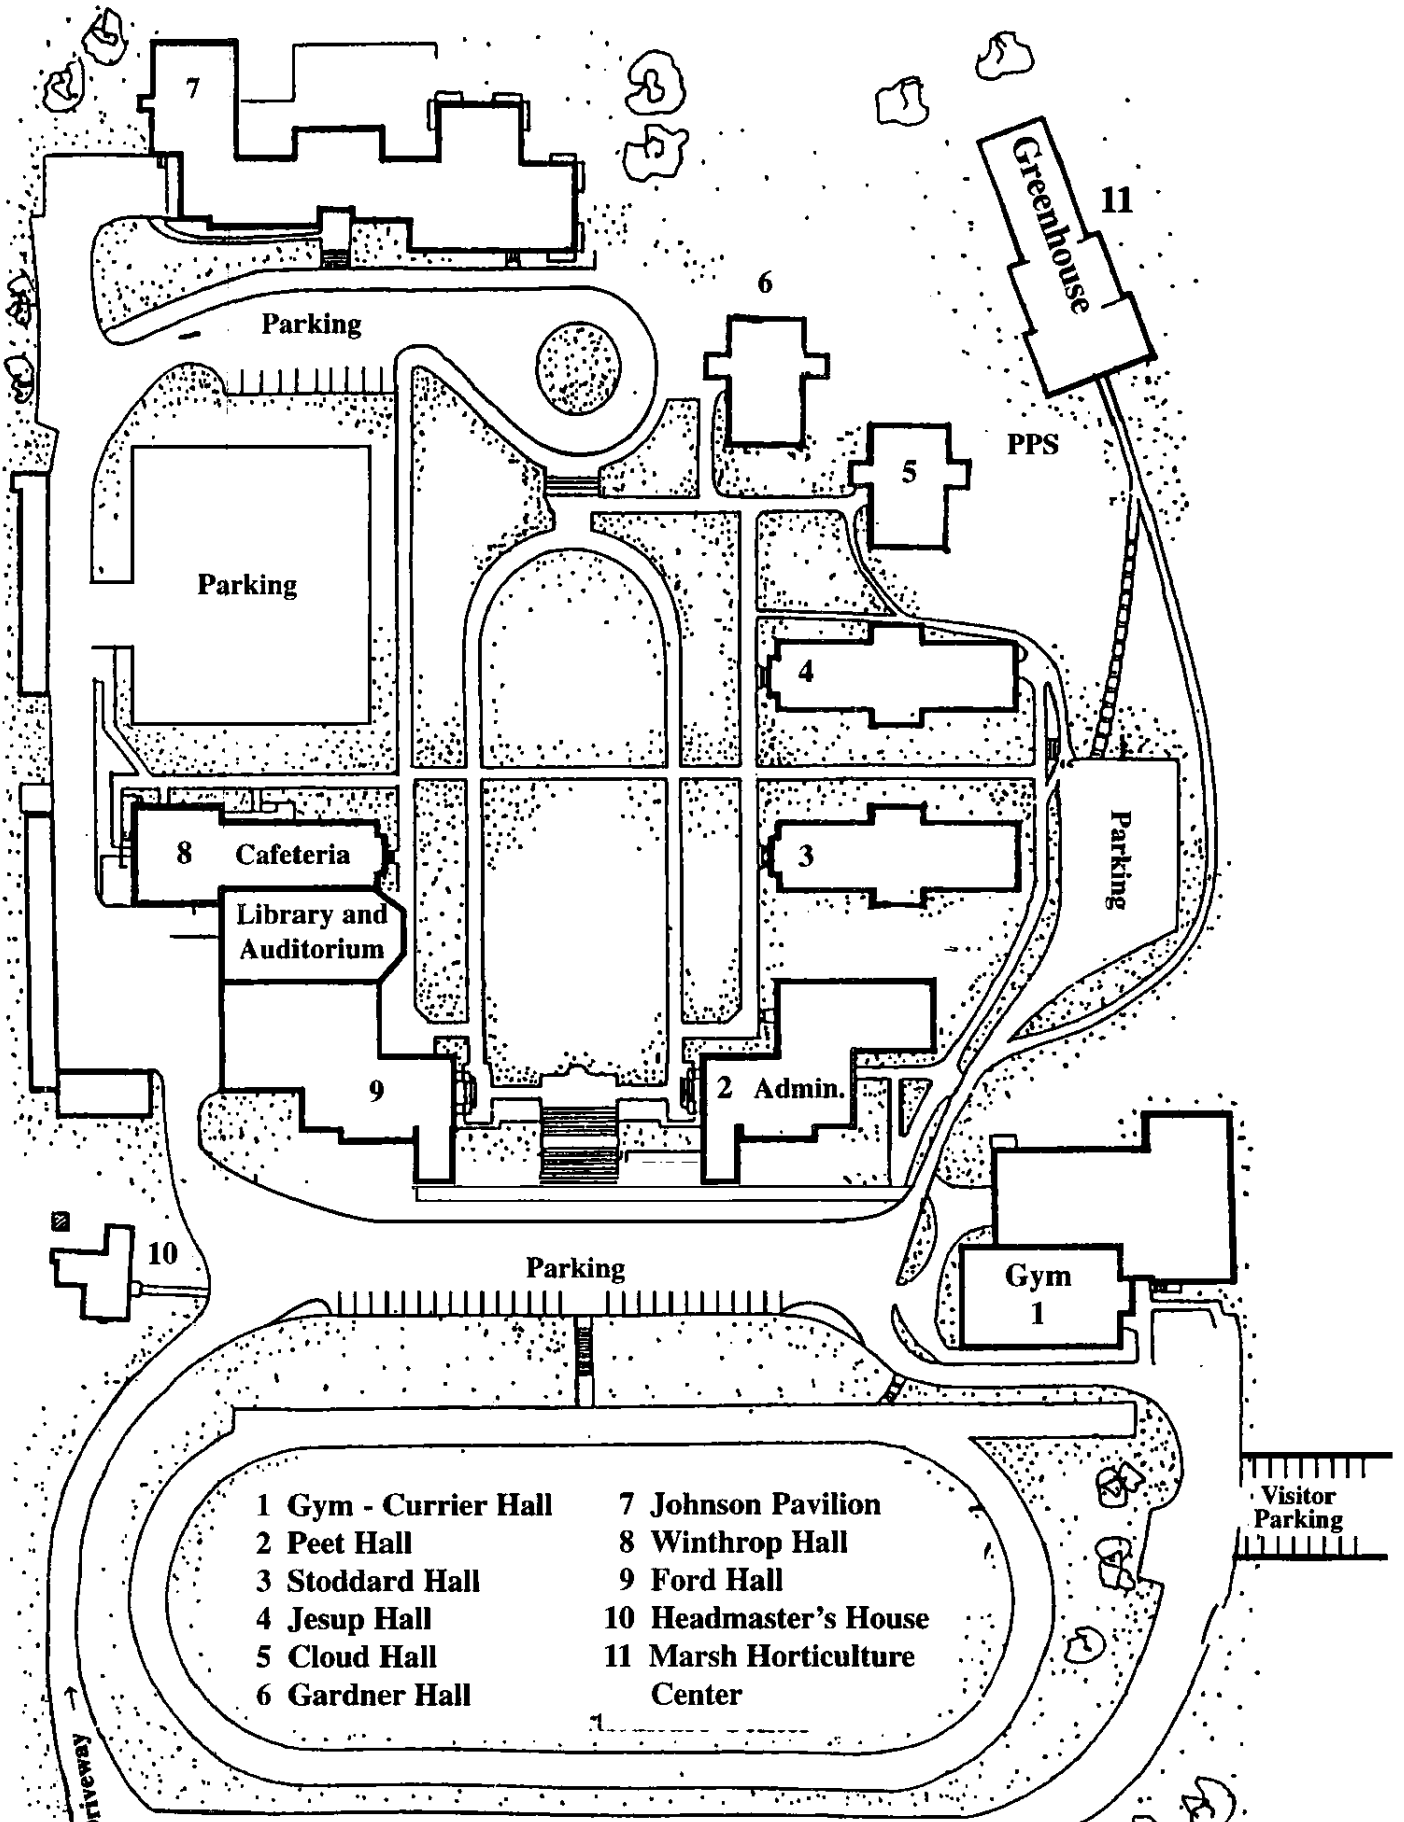 7
Greenhouse
11
6
Parking
PPS
5
Parking
4
Parking
8 Cafeteria
3
Library and
Auditorium
9
2 Admin.
10
Parking
Gym
1
Visitor
Parking
1 Gym - Currier Hall
2 Peet Hall
3 Stoddard Hall
4 Jesup Hall
5 Cloud Hall
6 Gardner Hall
7 Johnson Pavilion
8 Winthrop Hall
9 Ford Hall
10 Headmaster's House
11 Marsh Horticulture
Center